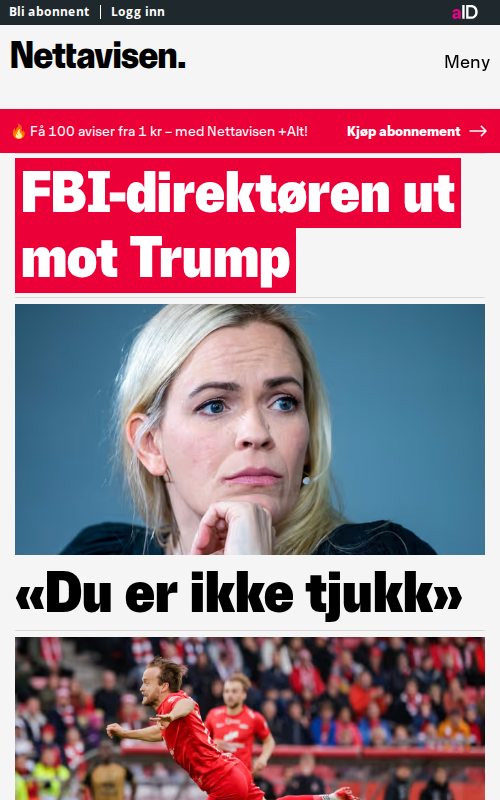 Bli abonnent | Logg inn
aID
Nettavisen.
Meny
🔥 Få 100 aviser fra 1 kr – med Nettavisen +Alt!
Kjøp abonnement →
FBI-direktøren ut
mot Trump
«Du er ikke tjukk»